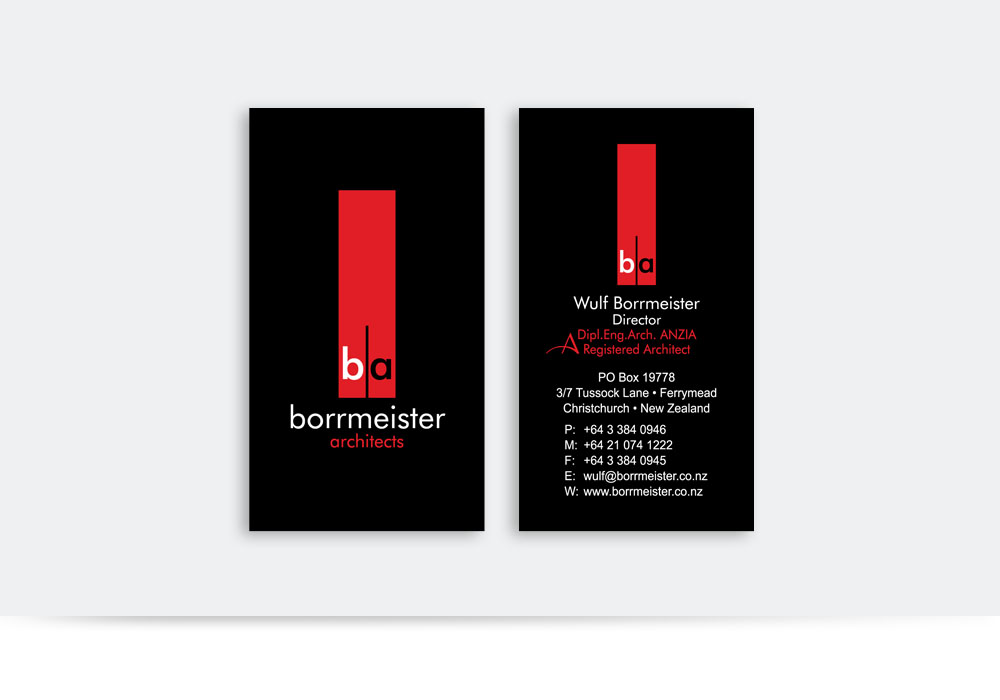 b|a
borrmeister
architects
b|a
Wulf Borrmeister
Director
Dipl.Eng.Arch. ANZIA
Registered Architect
PO Box 19778
3/7 Tussock Lane • Ferrymead
Christchurch • New Zealand
P: +64 3 384 0946
M: +64 21 074 1222
F: +64 3 384 0945
E: wulf@borrmeister.co.nz
W: www.borrmeister.co.nz